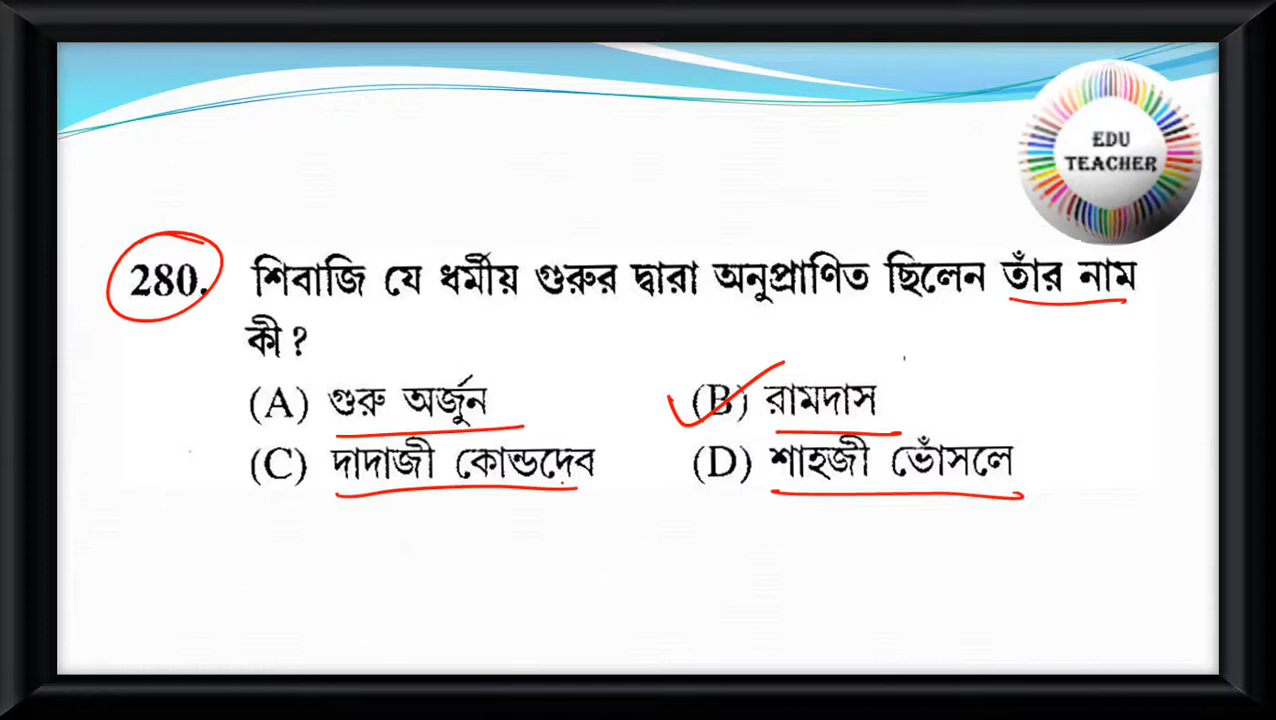 EDU
TEACHER
280. শিবাজি যে ধর্মীয় গুরুর দ্বারা অনুপ্রাণিত ছিলেন তাঁর নাম
কী ?
(A) গুরু অর্জুন (B) রামদাস
(C) দাদাজী কোন্ডদেব (D) শাহজী ভোঁসলে